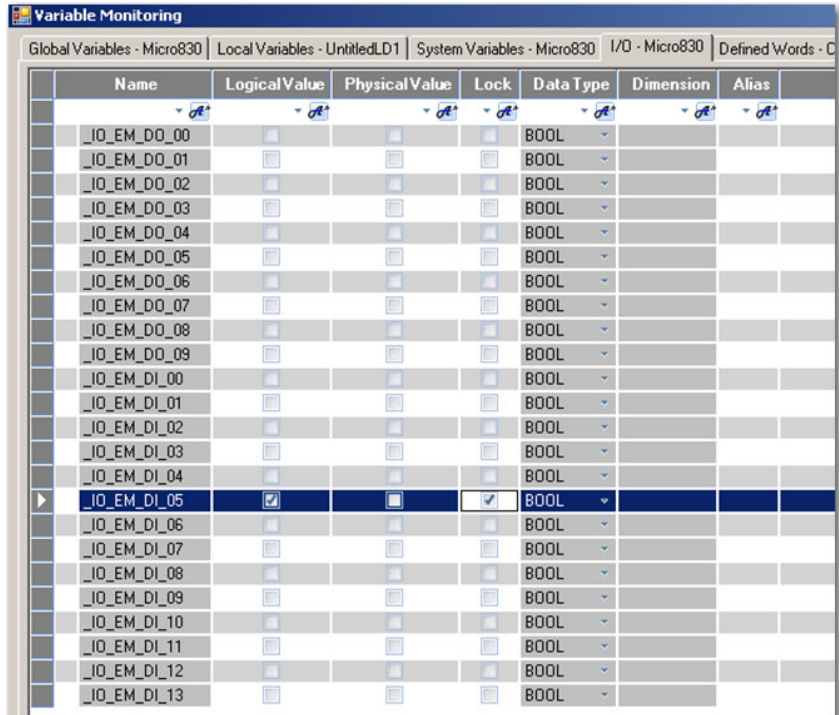 Variable Monitoring
Global Variables - Micro830 Local Variables - UntitledLD1 System Variables - Micro830 I/O - Micro830 Defined Words -
Name Logical Value Physical Value Lock Data Type Dimension Alias
_IO_EM_DO_00 BOOL
_IO_EM_DO_01 BOOL
_IO_EM_DO_02 BOOL
_IO_EM_DO_03 BOOL
_IO_EM_DO_04 BOOL
_IO_EM_DO_05 BOOL
_IO_EM_DO_06 BOOL
_IO_EM_DO_07 BOOL
_IO_EM_DO_08 BOOL
_IO_EM_DO_09 BOOL
_IO_EM_DI_00 BOOL
_IO_EM_DI_01 BOOL
_IO_EM_DI_02 BOOL
_IO_EM_DI_03 BOOL
_IO_EM_DI_04 BOOL
_IO_EM_DI_05 BOOL
_IO_EM_DI_06 BOOL
_IO_EM_DI_07 BOOL
_IO_EM_DI_08 BOOL
_IO_EM_DI_09 BOOL
_IO_EM_DI_10 BOOL
_IO_EM_DI_11 BOOL
_IO_EM_DI_12 BOOL
_IO_EM_DI_13 BOOL